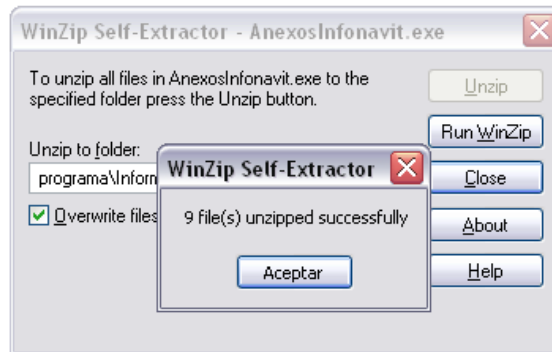 WinZip Self-Extractor - AnexosInfonavit.exe
To unzip all files in AnexosInfonavit.exe to the
specified folder press the Unzip button.
Unzip to folder:
programa\Inform
Overwrite files
Unzip
Run WinZip
Close
About
Help
WinZip Self-Extractor
9 file(s) unzipped successfully
Aceptar